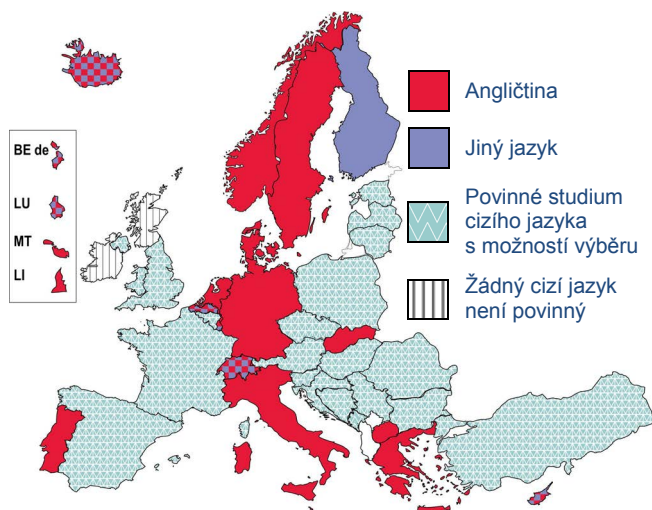 Angličtina
Jiný jazyk
Povinné studium
cizího jazyka
s možností výběru
Žádný cizí jazyk
není povinný
BE de
LU
MT
LI